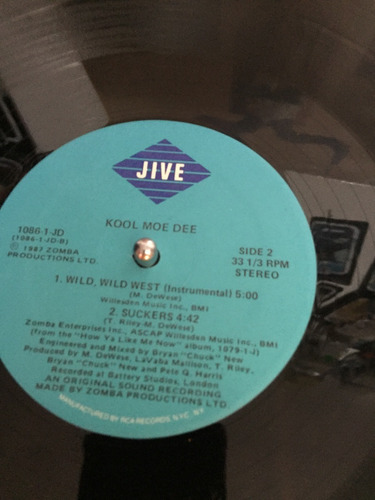 JIVE
KOOL MOE DEE
1086-1-JD
(1086-1-JD-B)
℗ 1987 ZOMBA
PRODUCTIONS LTD.
SIDE 2
33 1/3 RPM
STEREO
1. WILD, WILD WEST (Instrumental) 5:00
(M. DeWese)
Willesden Music Inc., BMI
2. SUCKERS 4:42
(T. Riley-M. DeWese)
Zomba Enterprises Inc., ASCAP Willesden Music Inc., BMI
(from the "How Ya Like Me Now" album, 1079-1-J)
Engineered and Mixed by Bryan "Chuck" New
Produced by M. DeWese, LaVaba Mallison, T. Riley,
Bryan "Chuck" New and Pete Q. Harris
Recorded at Battery Studios, London
AN ORIGINAL SOUND RECORDING
MADE BY ZOMBA PRODUCTIONS LTD.
MANUFACTURED BY RCA RECORDS, N.Y.C., N.Y.